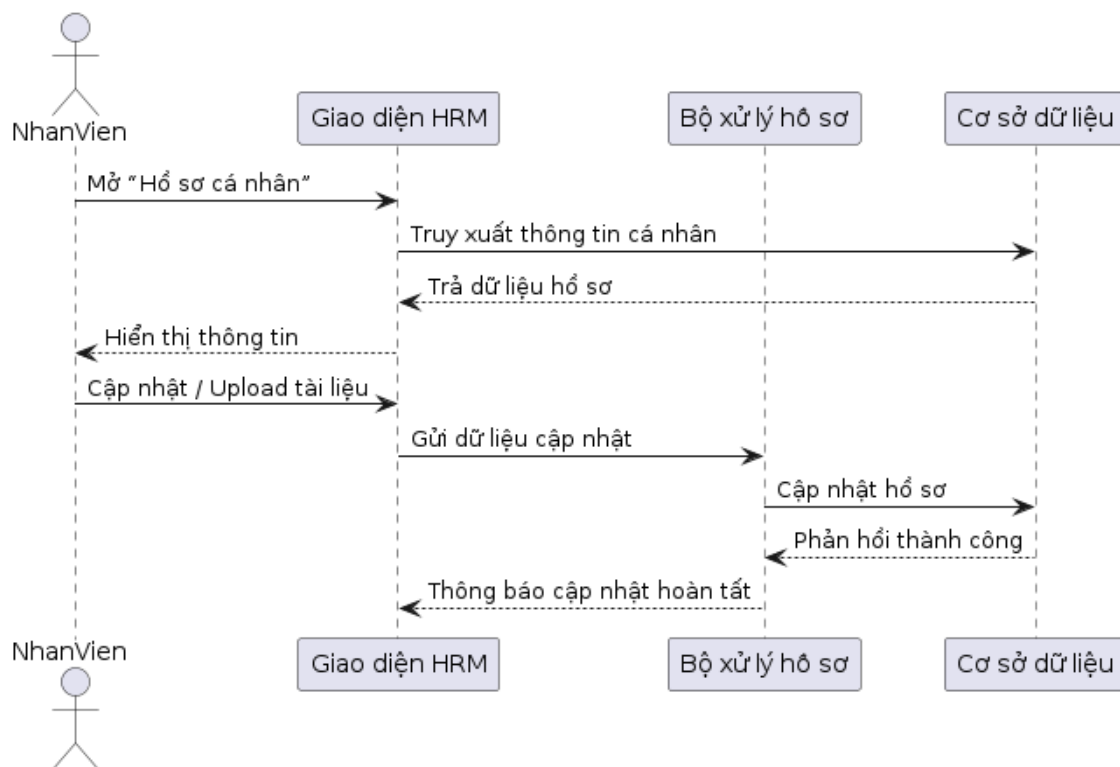 NhanVien
Giao diện HRM
Bộ xử lý hồ sơ
Cơ sở dữ liệu
Mở “Hồ sơ cá nhân”
Truy xuất thông tin cá nhân
Trả dữ liệu hồ sơ
Hiển thị thông tin
Cập nhật / Upload tài liệu
Gửi dữ liệu cập nhật
Cập nhật hồ sơ
Phản hồi thành công
Thông báo cập nhật hoàn tất
NhanVien
Giao diện HRM
Bộ xử lý hồ sơ
Cơ sở dữ liệu